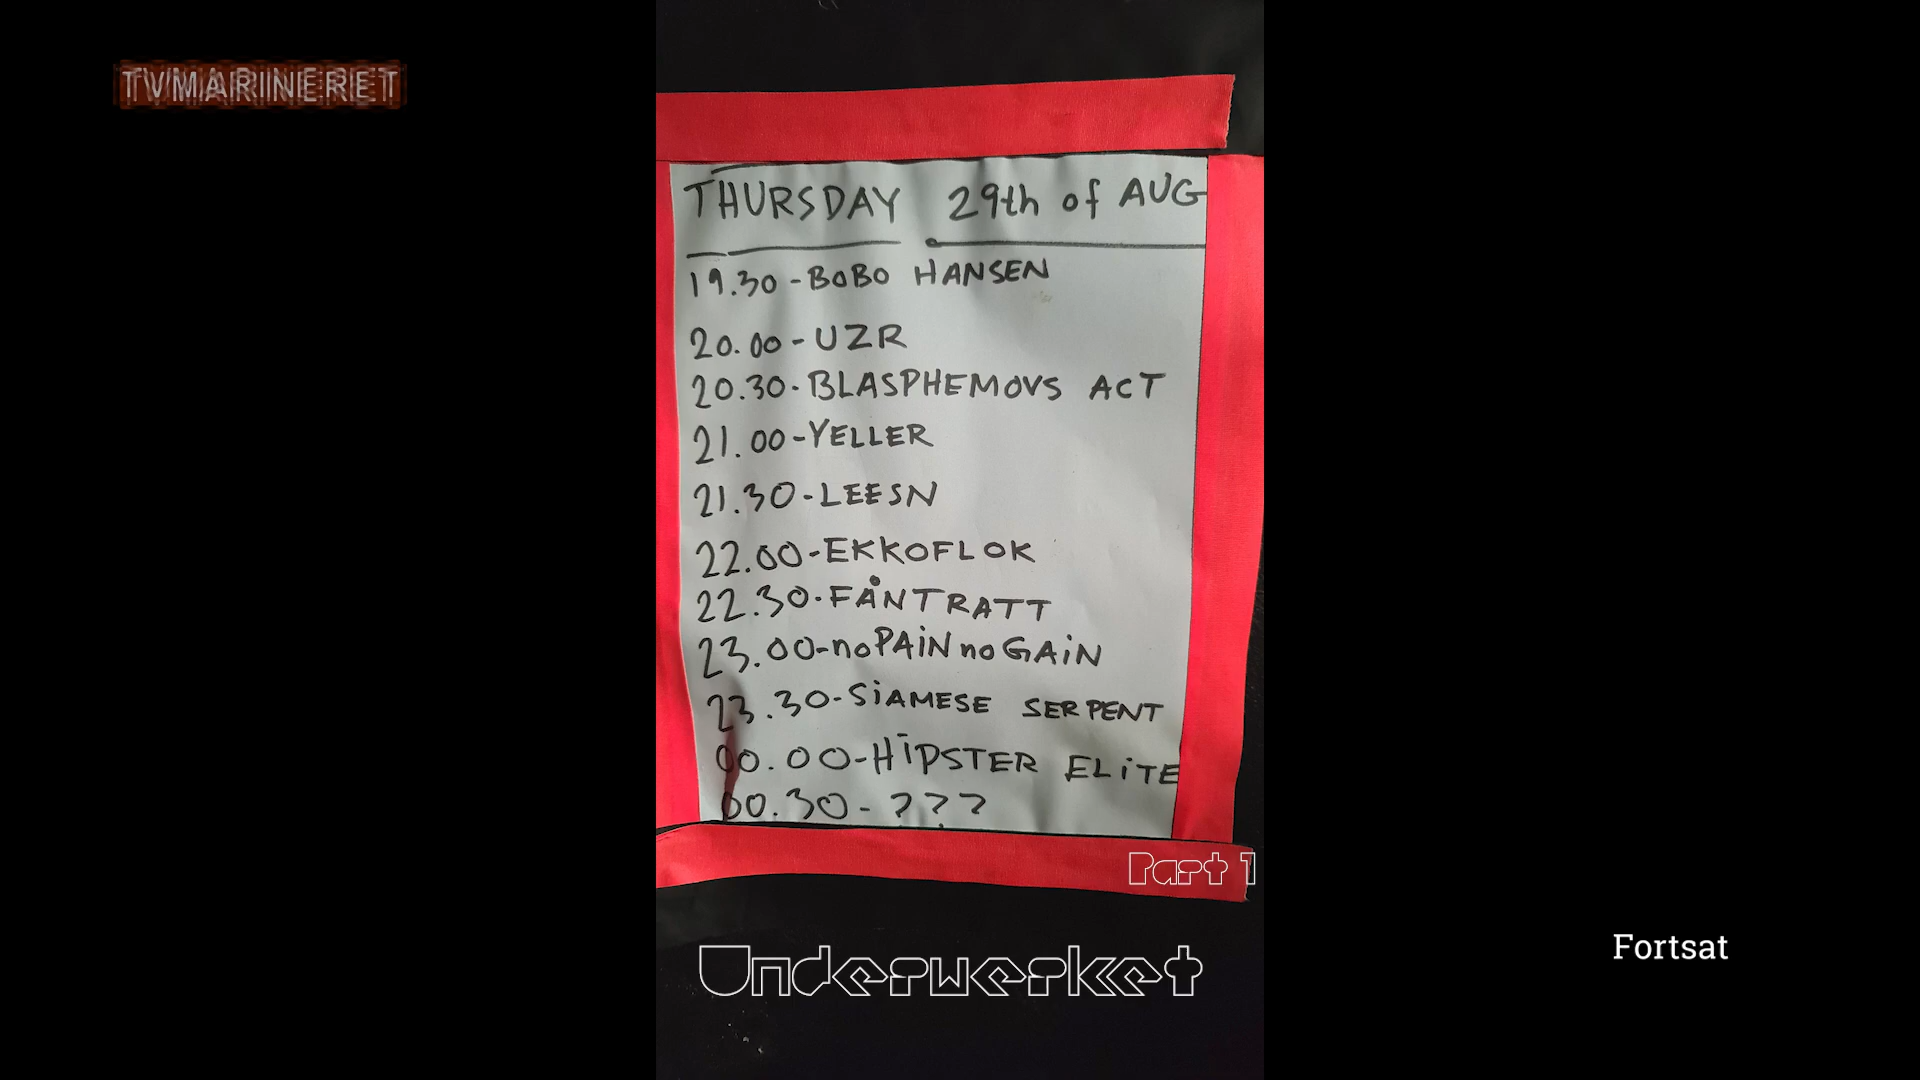 TVMARINERET
THURSDAY 29th of AUG
19.30 - BOBO HANSEN
20.00 - UZR
20.30 - BLASPHEMOVS ACT
21.00 - YELLER
21.30 - LEESN
22.00 - EKKOFLOK
22.30 - FÅNTRATT
23.00 - noPAiN noGAiN
23.30 - SiAMESE SERPENT
00.00 - HiPSTER ELiTE
00.30 - ???
Part 1
Underwerket
Fortsat